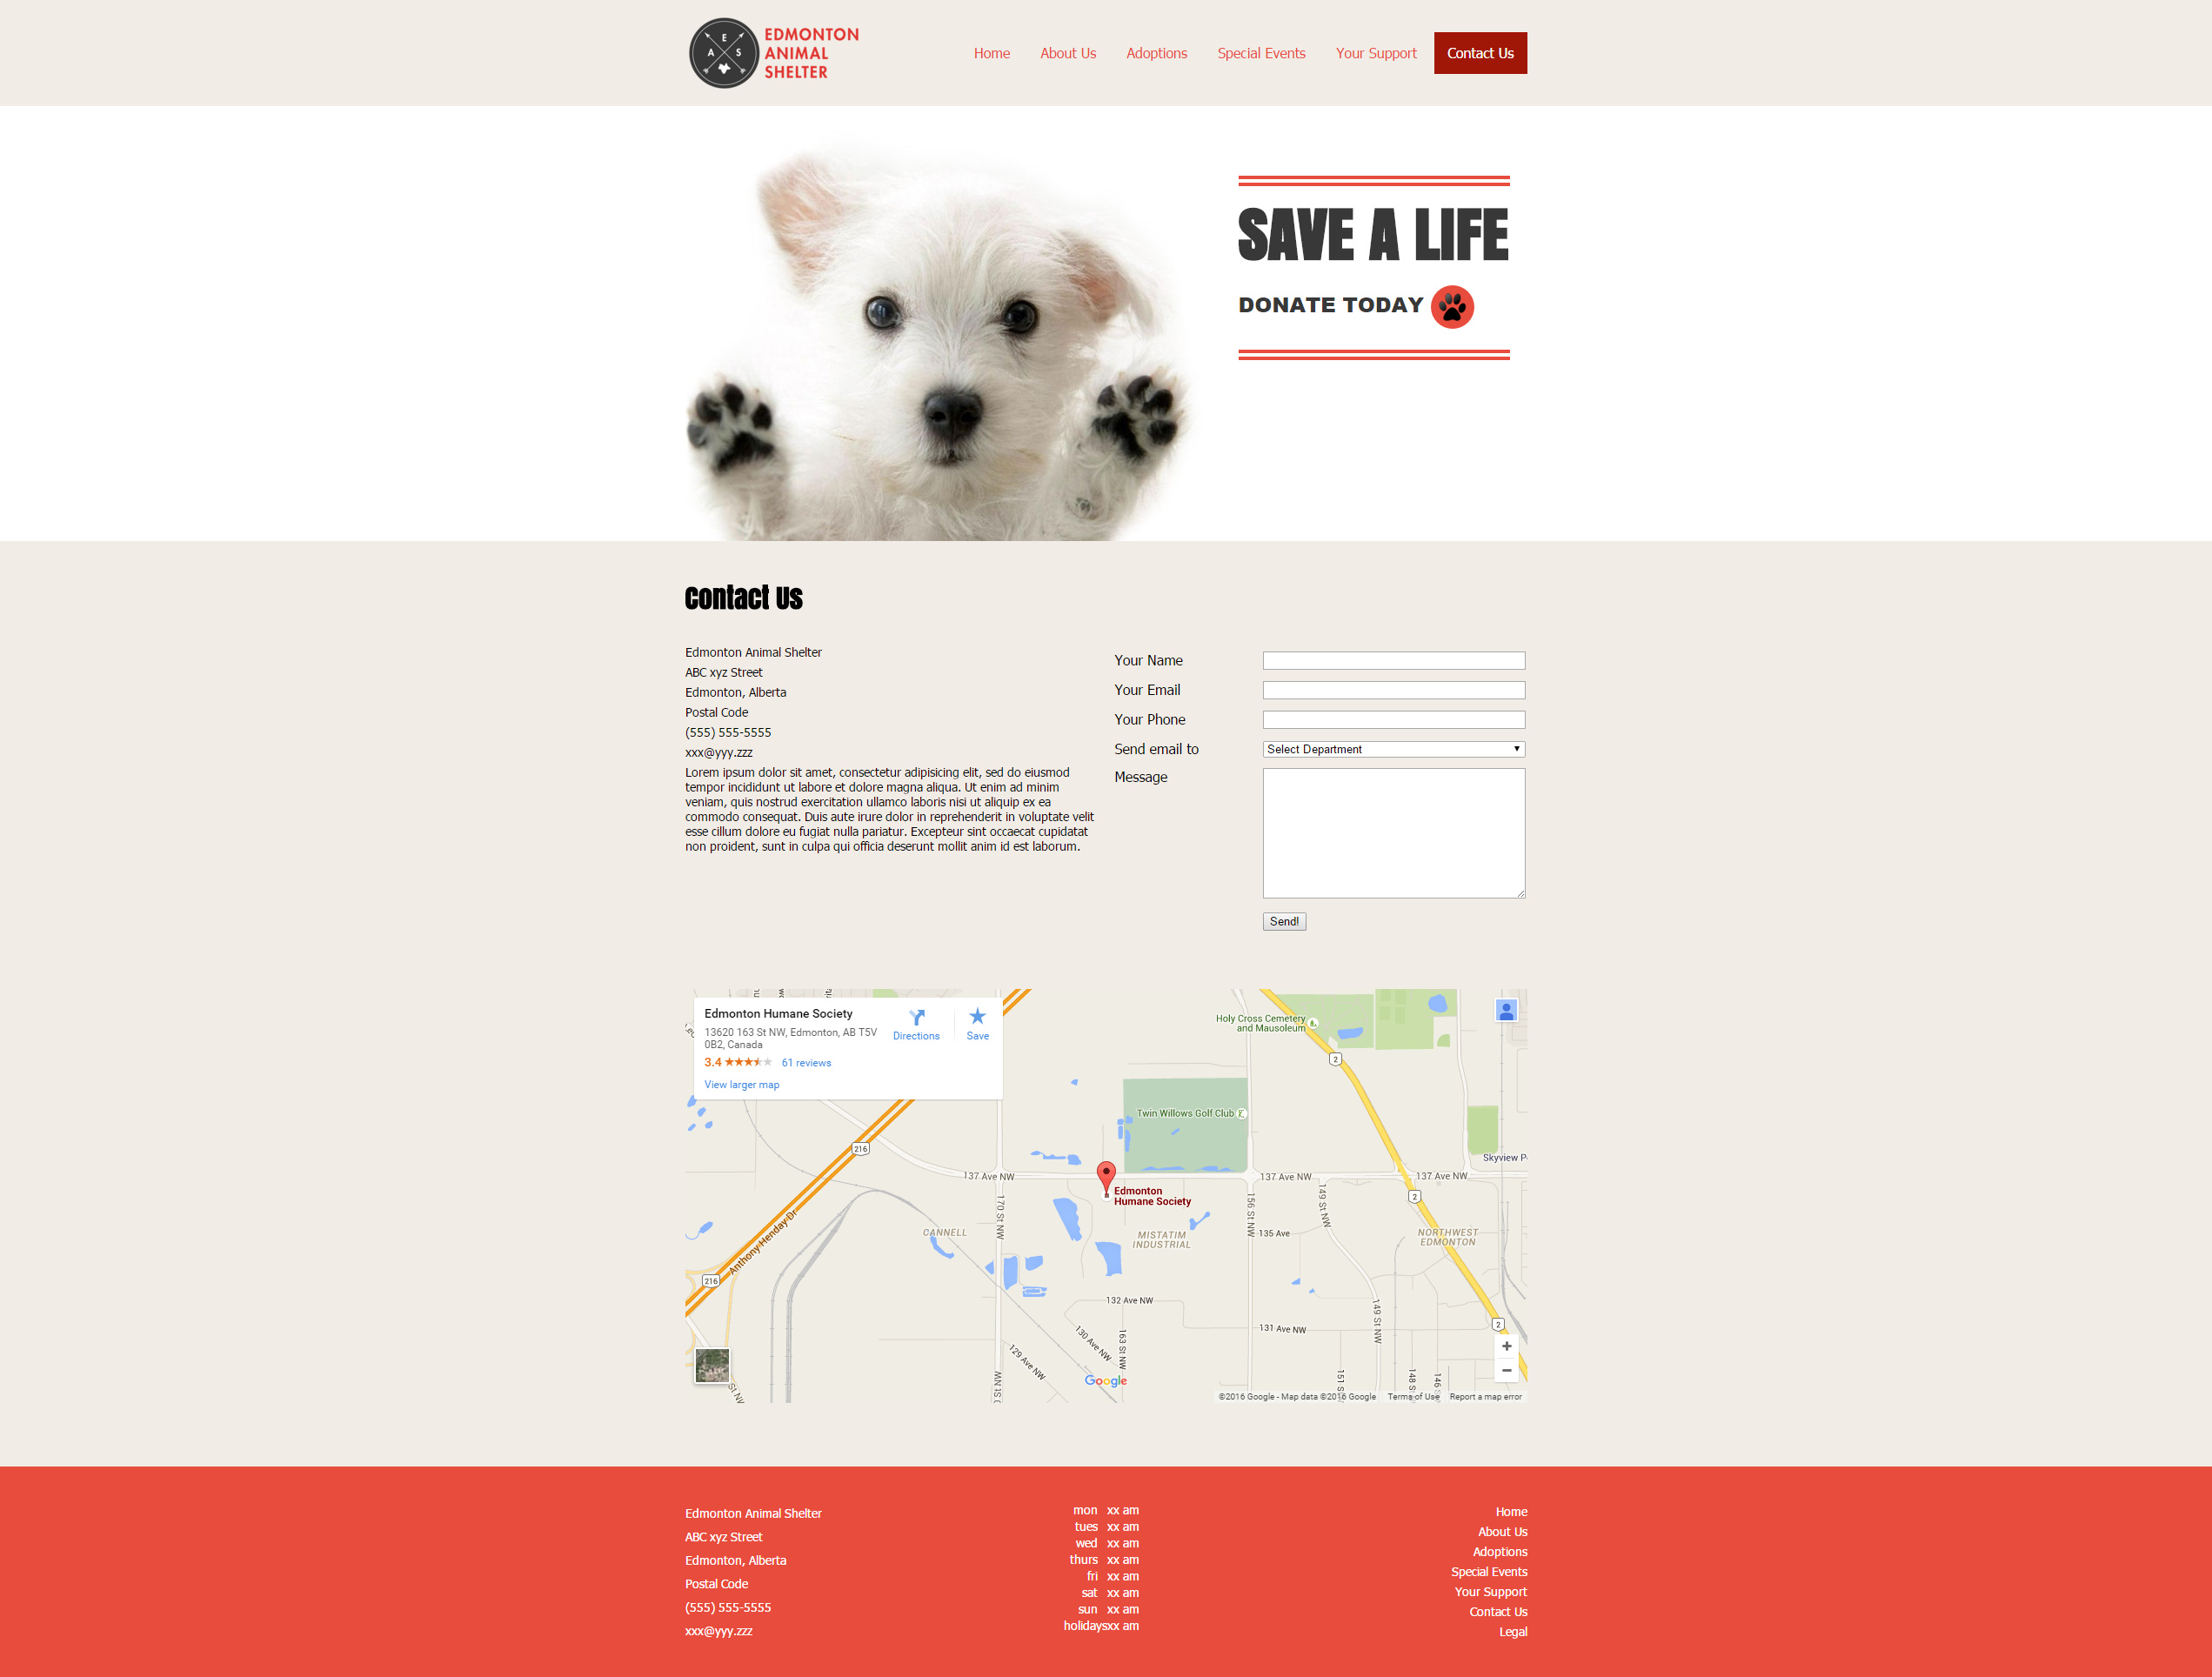 EDMONTON
ANIMAL
SHELTER
E
A S
Home About Us Adoptions Special Events Your Support Contact Us
SAVE A LIFE
DONATE TODAY
Contact Us
Edmonton Animal Shelter
ABC xyz Street
Edmonton, Alberta
Postal Code
(555) 555-5555
xxx@yyy.zzz
Lorem ipsum dolor sit amet, consectetur adipisicing elit, sed do eiusmod
tempor incididunt ut labore et dolore magna aliqua. Ut enim ad minim
veniam, quis nostrud exercitation ullamco laboris nisi ut aliquip ex ea
commodo consequat. Duis aute irure dolor in reprehenderit in voluptate velit
esse cillum dolore eu fugiat nulla pariatur. Excepteur sint occaecat cupidatat
non proident, sunt in culpa qui officia deserunt mollit anim id est laborum.
Your Name
Your Email
Your Phone
Send email to
Select Department
Message
Send!
Edmonton Humane Society
13620 163 St NW, Edmonton, AB T5V
0B2, Canada
3.4
61 reviews
View larger map
Directions
Save
Holy Cross Cemetery
and Mausoleum
2
Twin Willows Golf Club
216
137 Ave NW
137 Ave NW
137 Ave NW
Skyview P
Edmonton
Humane Society
170 St NW
156 St NW
149 St NW
2
CANNELL
MISTATIM
INDUSTRIAL
135 Ave
NORTHWEST
EDMONTON
Anthony Henday Dr
216
132 Ave NW
131 Ave NW
149 St NW
2
130 Ave NW
163 St NW
129 Ave NW
St NW
St NW
151 St
148 St
146 St
Google
©2016 Google - Map data ©2016 Google Terms of Use Report a map error
Edmonton Animal Shelter
ABC xyz Street
Edmonton, Alberta
Postal Code
(555) 555-5555
xxx@yyy.zzz
mon xx am
tues xx am
wed xx am
thurs xx am
fri xx am
sat xx am
sun xx am
holidaysxx am
Home
About Us
Adoptions
Special Events
Your Support
Contact Us
Legal